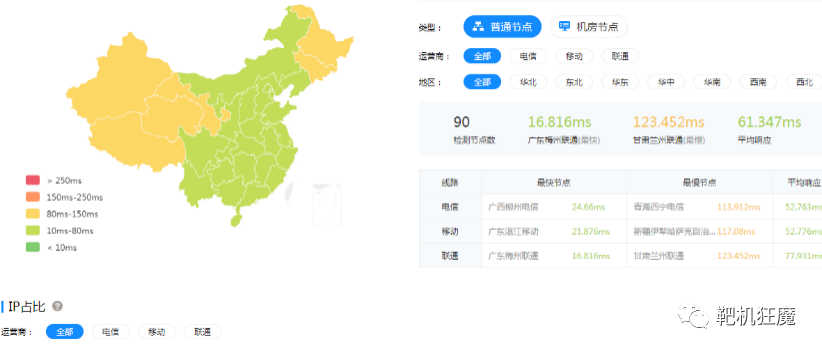 类型： 普通节点 机房节点
运营商： 全部 电信 移动 联通
地区： 全部 华北 东北 华东 华中 华南 西南 西北
90 16.816ms 123.452ms 61.347ms
检测节点数 广东梅州联通(最快) 甘肃兰州联通(最慢) 平均响应
线路 最快节点 最慢节点 平均响应
电信 广西柳州电信 24.66ms 青海西宁电信 113.912ms 52.763ms
移动 广东湛江移动 21.876ms 新疆伊犁哈萨克自治... 117.08ms 52.776ms
联通 广东梅州联通 16.816ms 甘肃兰州联通 123.452ms 77.931ms
> 250ms
150ms-250ms
80ms-150ms
10ms-80ms
< 10ms
IP占比 ?
运营商： 全部 电信 移动 联通
靶机狂魔